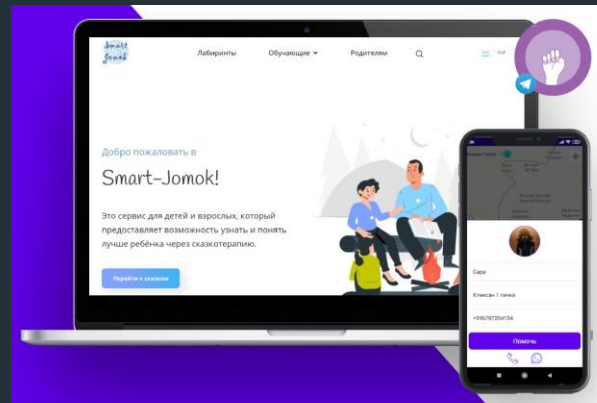 Smart
Jomok
Лабиринты
Обучающие
Родителям
Добро пожаловать в
Smart-Jomok!
Это сервис для детей и взрослых, который
предоставляет возможность узнать и понять
лучше ребёнка через сказкотерапию.
Перейти к сказкам
Сара
+996707204134
Помочь